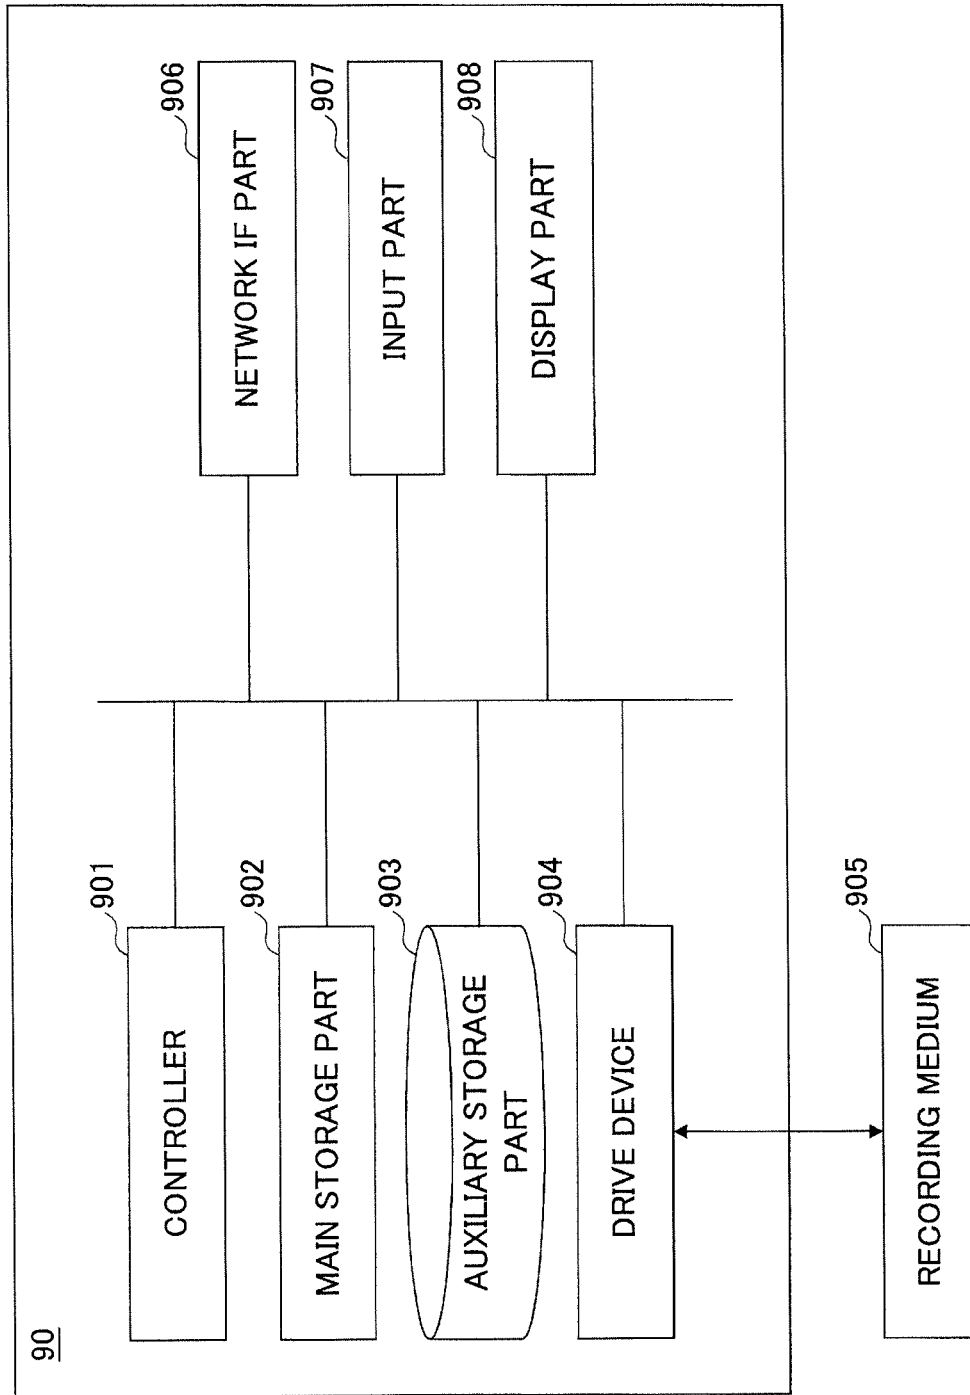 90
901
CONTROLLER
902
MAIN STORAGE PART
903
AUXILIARY STORAGE
PART
904
DRIVE DEVICE
905
RECORDING MEDIUM
906
NETWORK IF PART
907
INPUT PART
908
DISPLAY PART